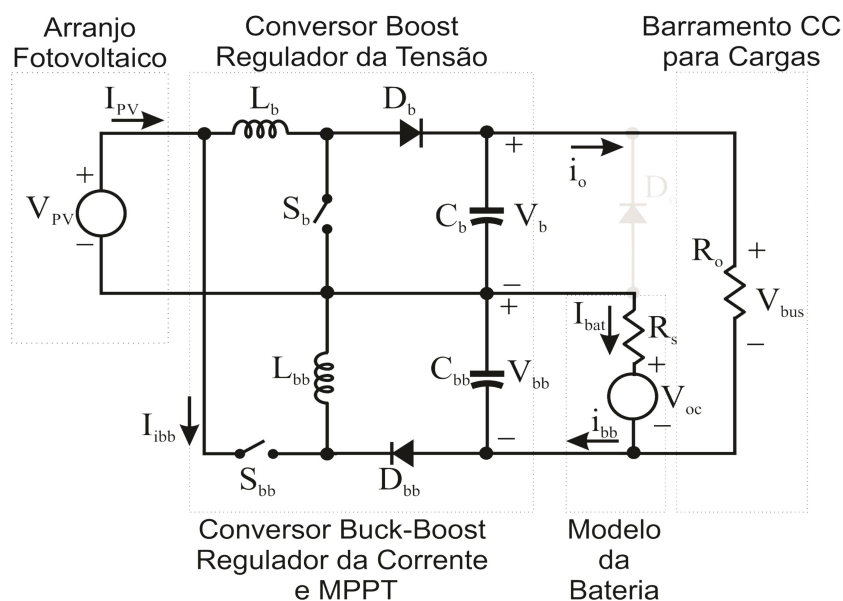 Arranjo
Fotovoltaico
Conversor Boost
Regulador da Tensão
Barramento CC
para Cargas
I_PV
L_b
D_b
+
i_o
D
+
V_PV
−
S_b
C_b
V_b
−
R_o
+
V_bus
−
+
I_bat
R_s
L_bb
C_bb
V_bb
+
V_oc
−
I_ibb
−
i_bb
S_bb
D_bb
Conversor Buck-Boost
Regulador da Corrente
e MPPT
Modelo
da
Bateria